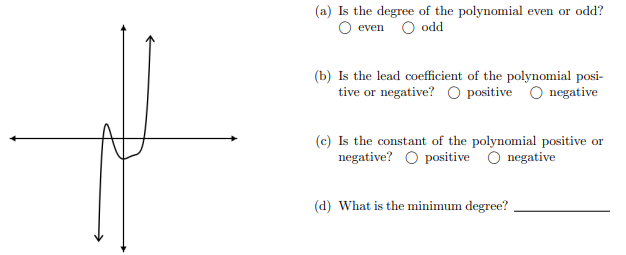 (a) Is the degree of the polynomial even or odd?
even odd
(b) Is the lead coefficient of the polynomial posi-
tive or negative? positive negative
(c) Is the constant of the polynomial positive or
negative? positive negative
(d) What is the minimum degree?